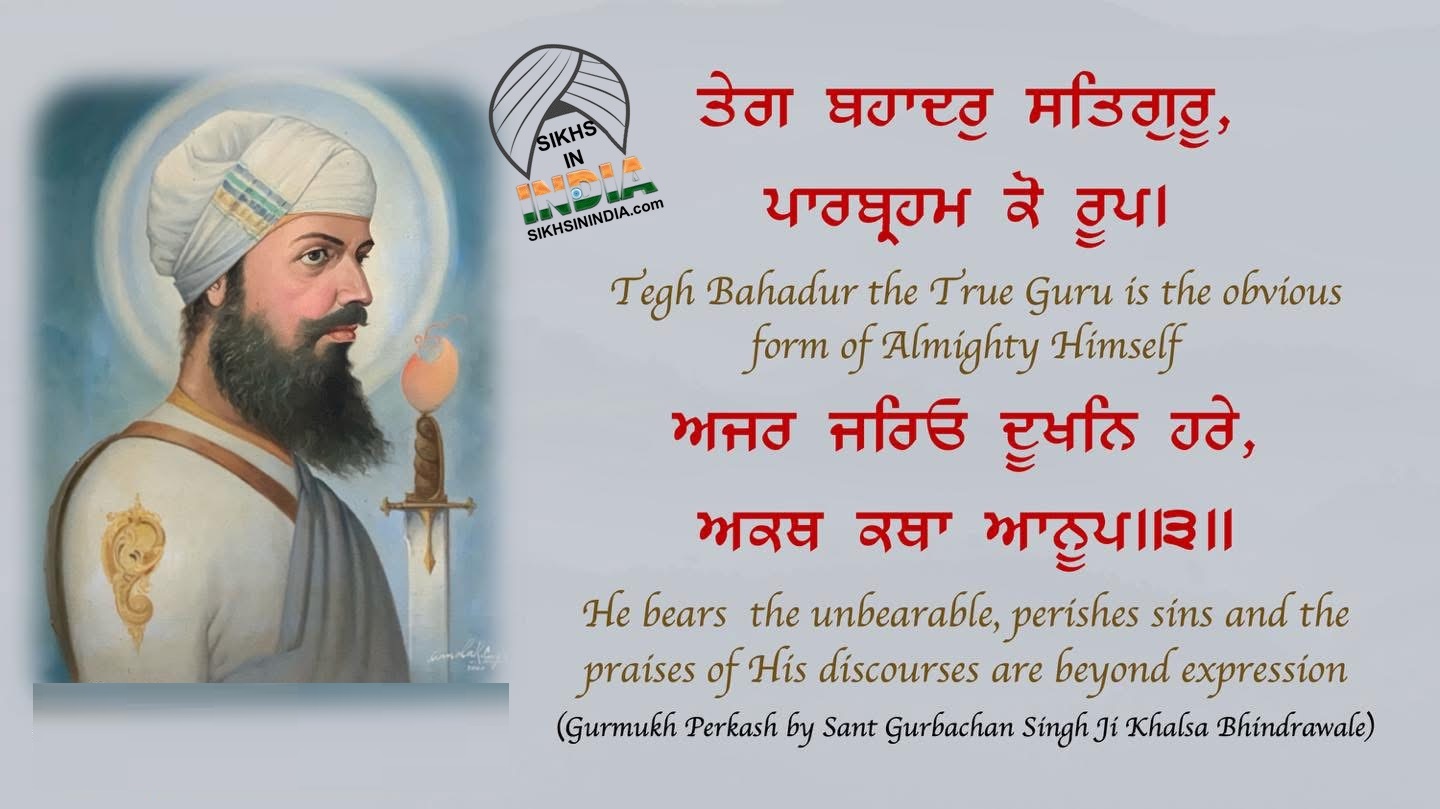 SIKHS
IN
INDIA
SIKHSININDIA.com
ਤੇਗ ਬਹਾਦਰੁ ਸਤਿਗੁਰੂ,
ਪਾਰਬ੍ਰਹਮ ਕੋ ਰੂਪ।
Tegh Bahadur the True Guru is the obvious
form of Almighty Himself
ਅਜਰ ਜਰਿਓ ਦੂਖਨਿ ਹਰੇ,
ਅਕਥ ਕਥਾ ਆਨੂਪ॥੩॥
He bears the unbearable, perishes sins and the
praises of His discourses are beyond expression
(Gurmukh Perkash by Sant Gurbachan Singh Ji Khalsa Bhindrawale)